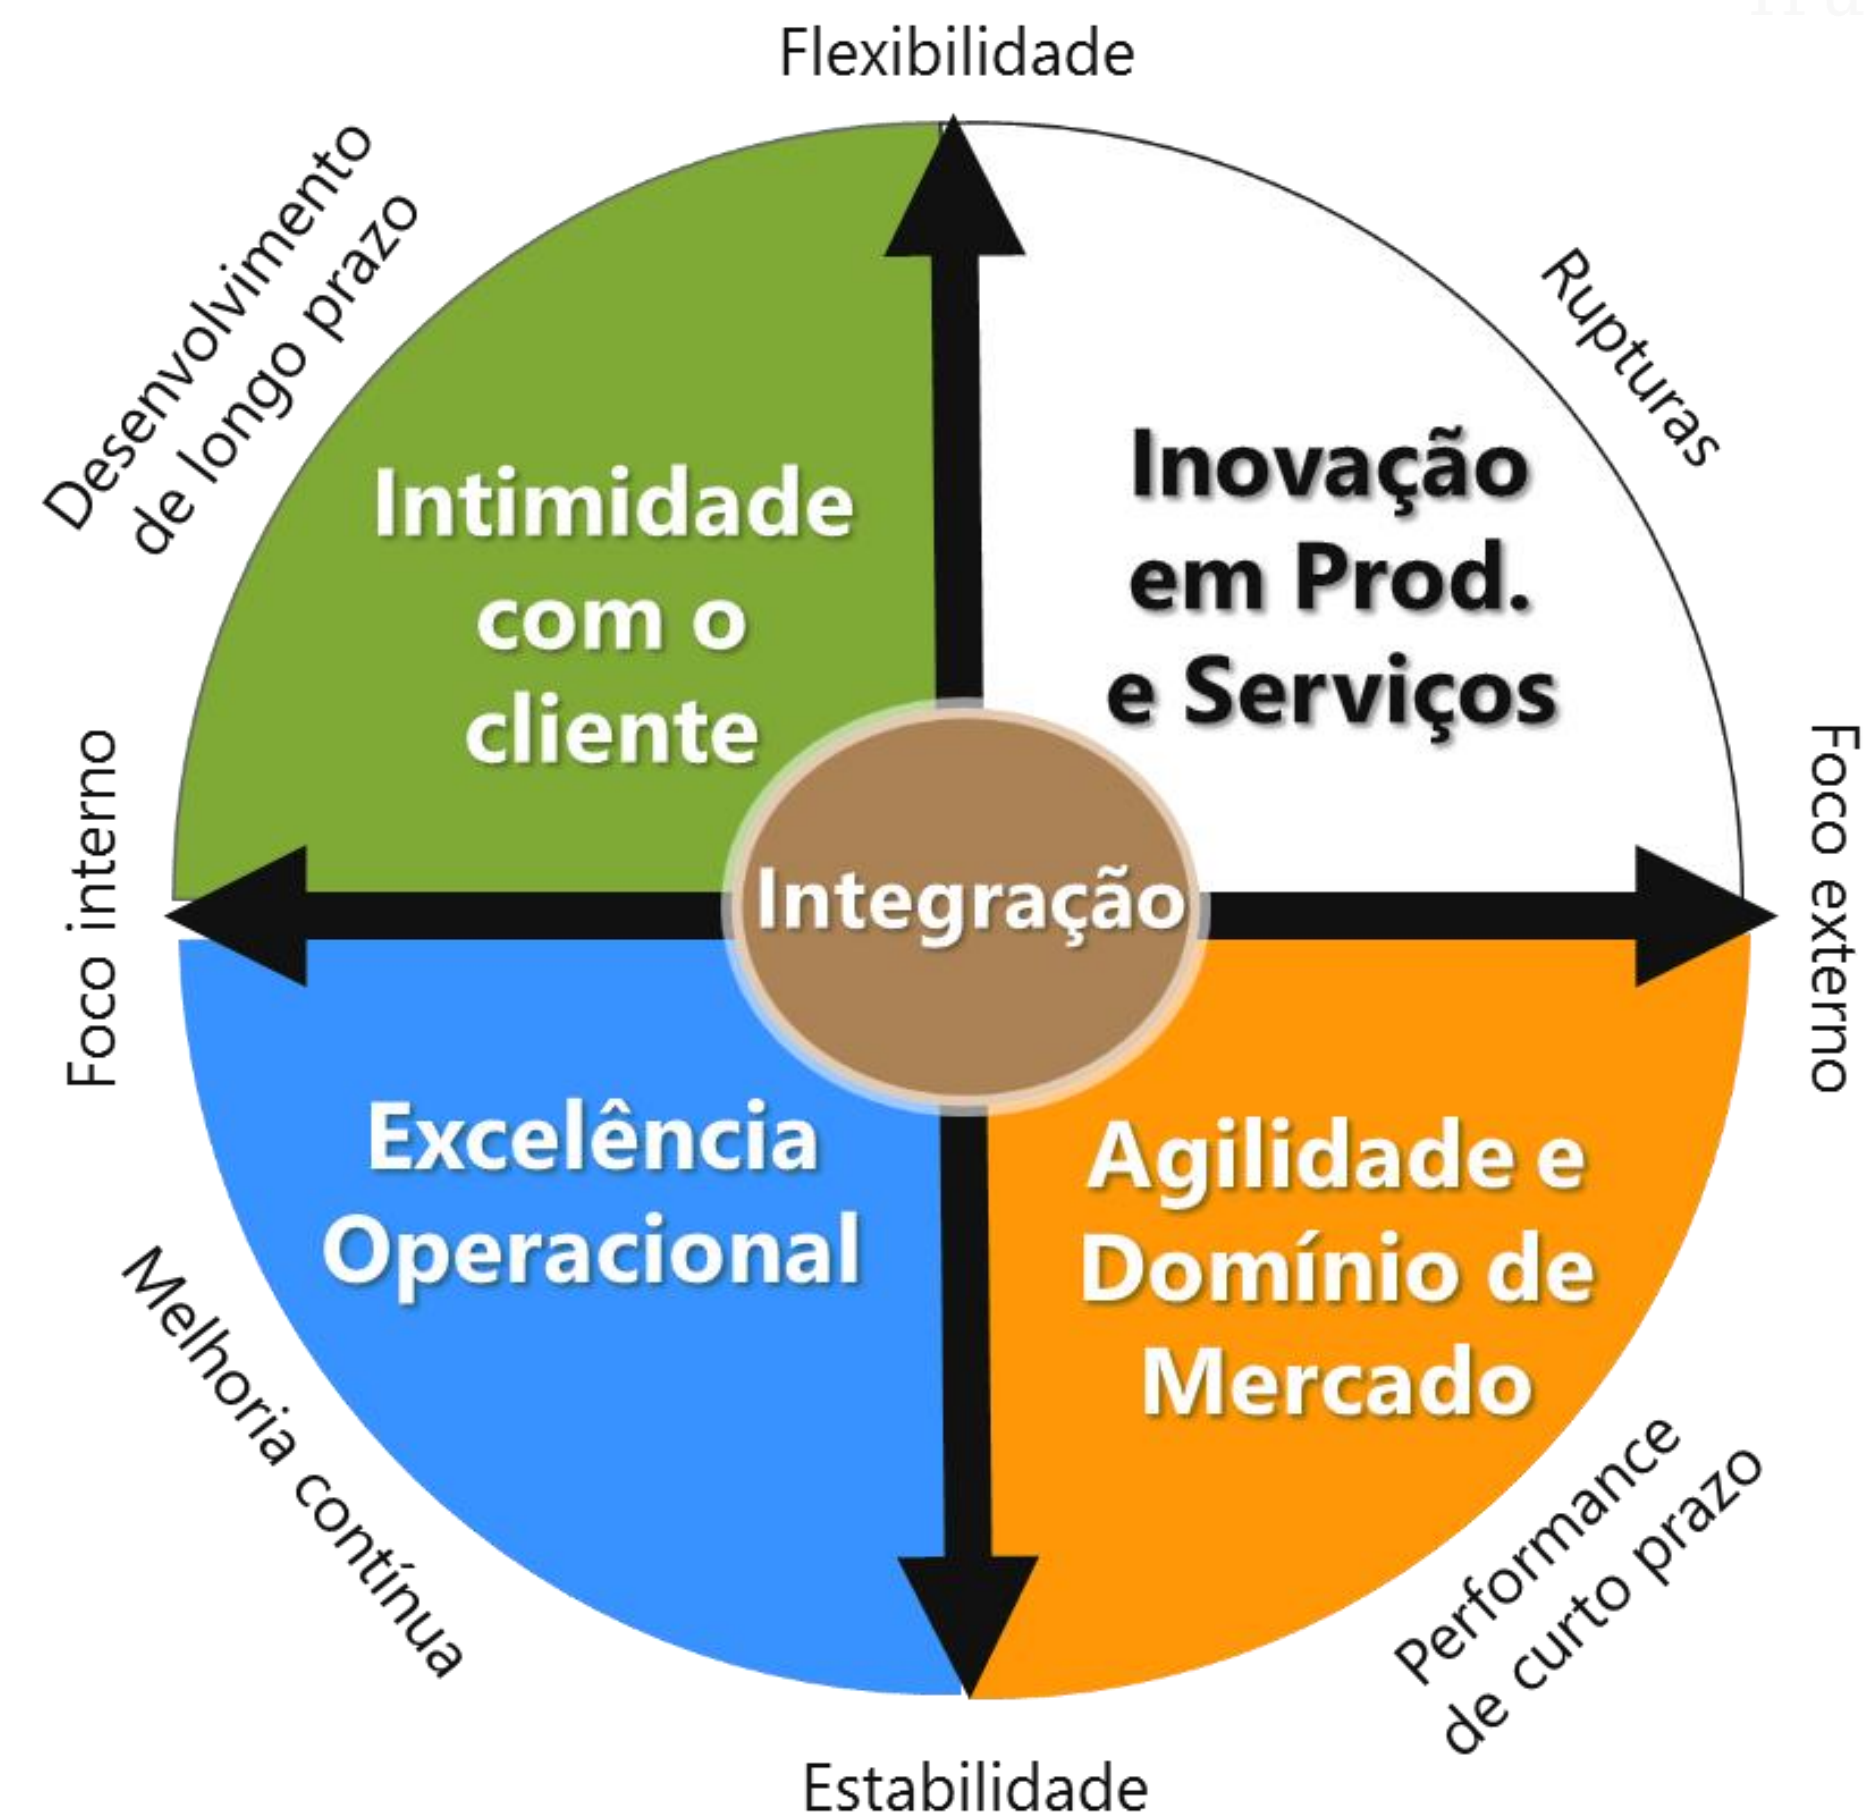 Flexibilidade
Desenvolvimento
de longo prazo
Rupturas
Intimidade
com o
cliente
Inovação
em Prod.
e Serviços
Foco interno
Integração
Foco externo
Excelência
Operacional
Agilidade e
Domínio de
Mercado
Melhoria contínua
Performance
de curto prazo
Estabilidade